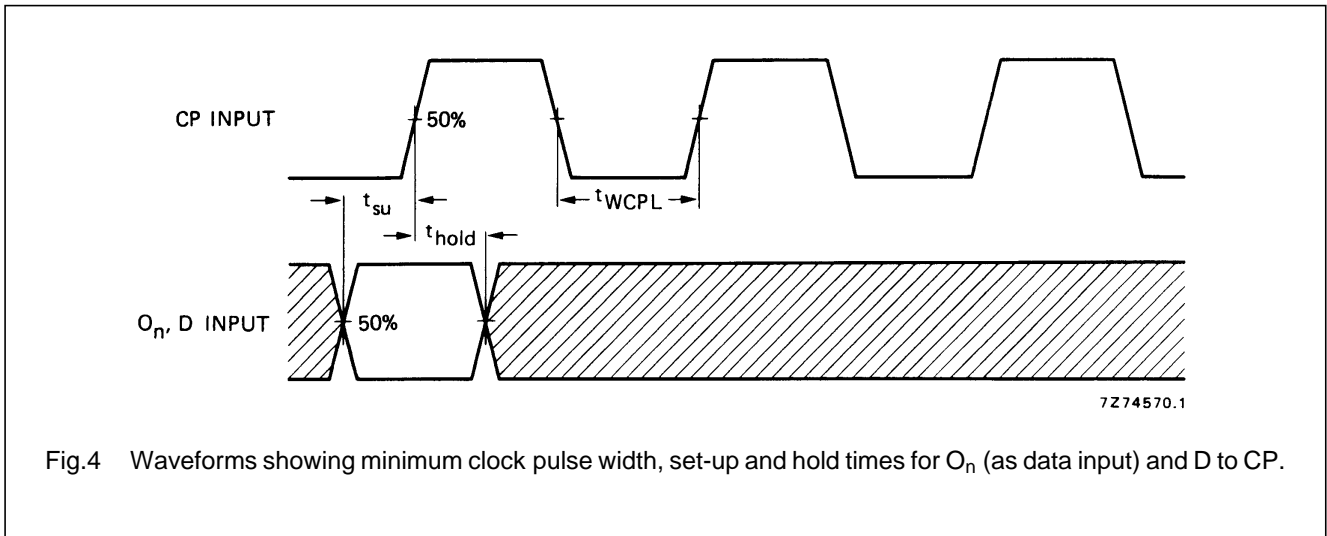 CP INPUT
50%
t_su
t_WCPL
t_hold
O_n, D INPUT
50%
7Z74570.1
Fig.4 Waveforms showing minimum clock pulse width, set-up and hold times for O_n (as data input) and D to CP.